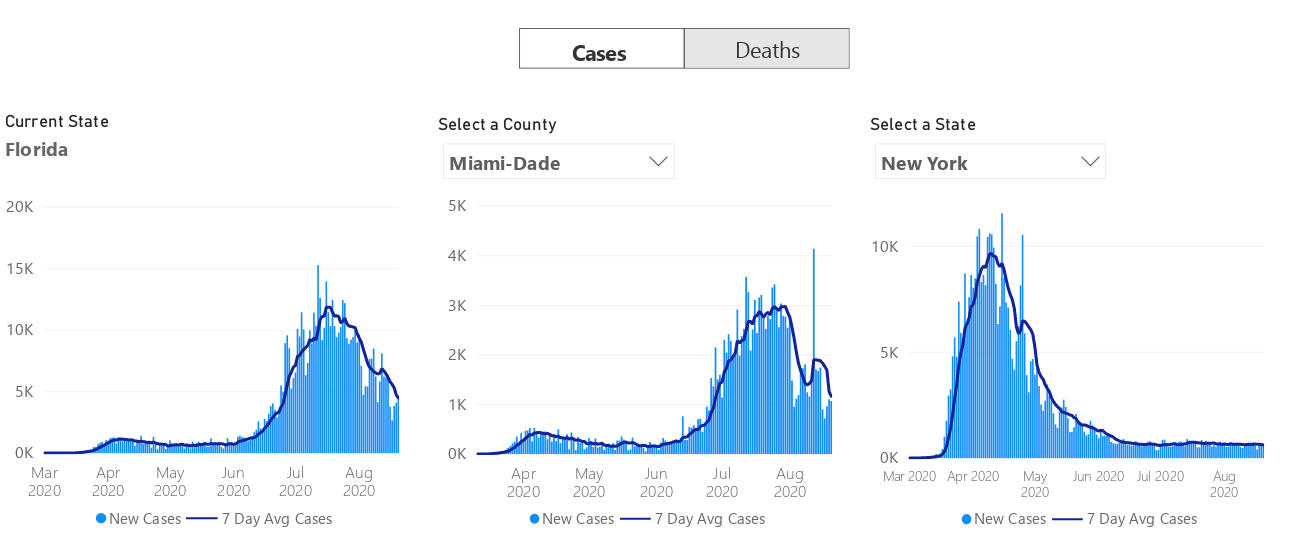 Cases Deaths
Current State
Florida
20K
15K
10K
5K
0K
Mar 2020 Apr 2020 May 2020 Jun 2020 Jul 2020 Aug 2020
New Cases 7 Day Avg Cases
Select a County
Miami-Dade
5K
4K
3K
2K
1K
0K
Apr 2020 May 2020 Jun 2020 Jul 2020 Aug 2020
New Cases 7 Day Avg Cases
Select a State
New York
10K
5K
0K
Mar 2020 Apr 2020 May 2020 Jun 2020 Jul 2020 Aug 2020
New Cases 7 Day Avg Cases